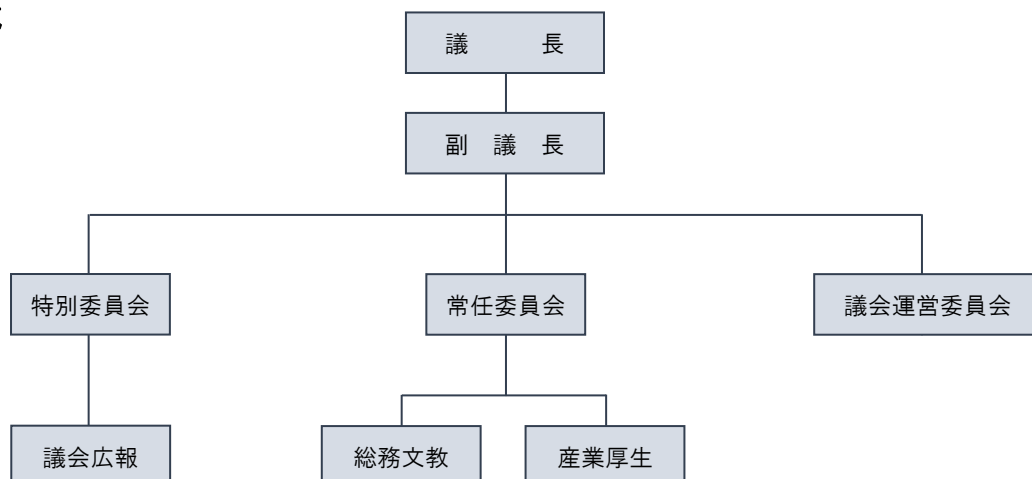 議　　　長
副　議　長
特別委員会
常任委員会
議会運営委員会
議会広報
総務文教
産業厚生